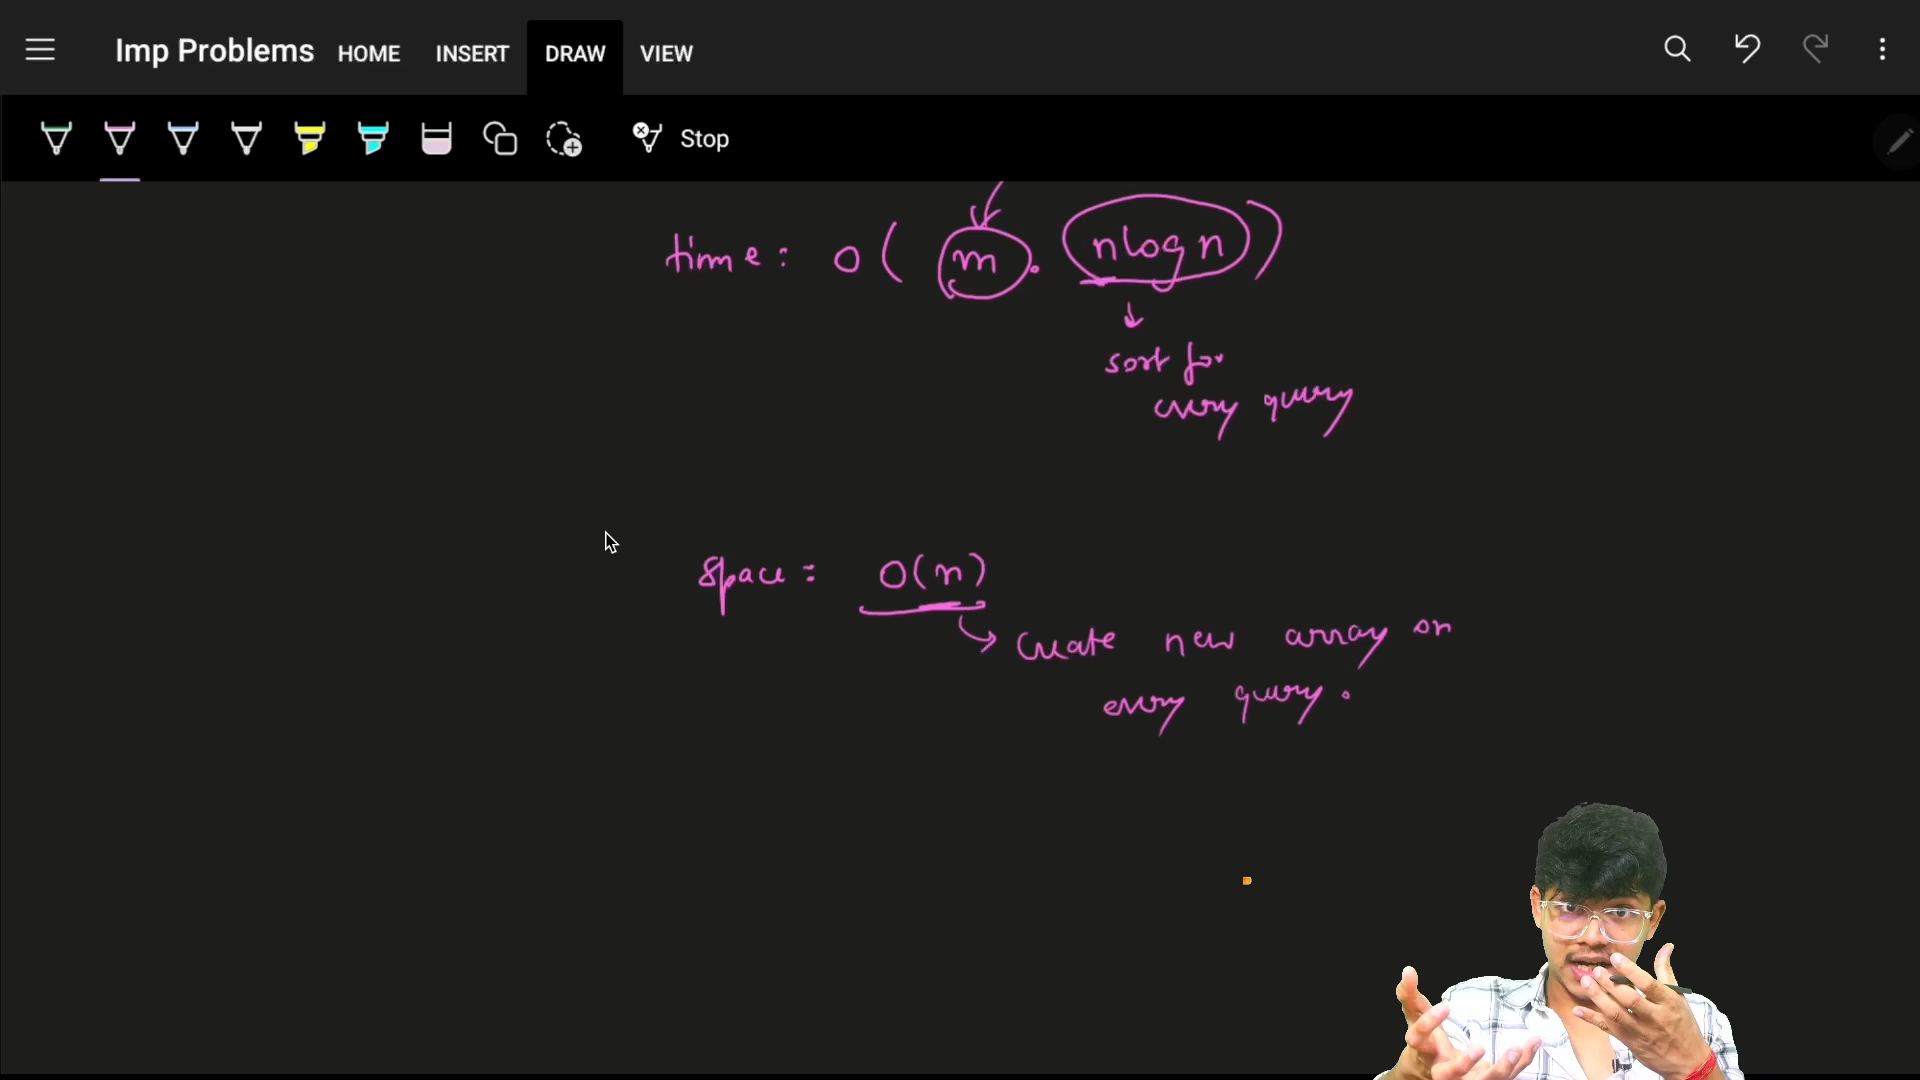 Imp Problems HOME INSERT DRAW VIEW
Stop
time: O( m . nlogn )
sort for
every query
space: O(n)
create new array on
every query.